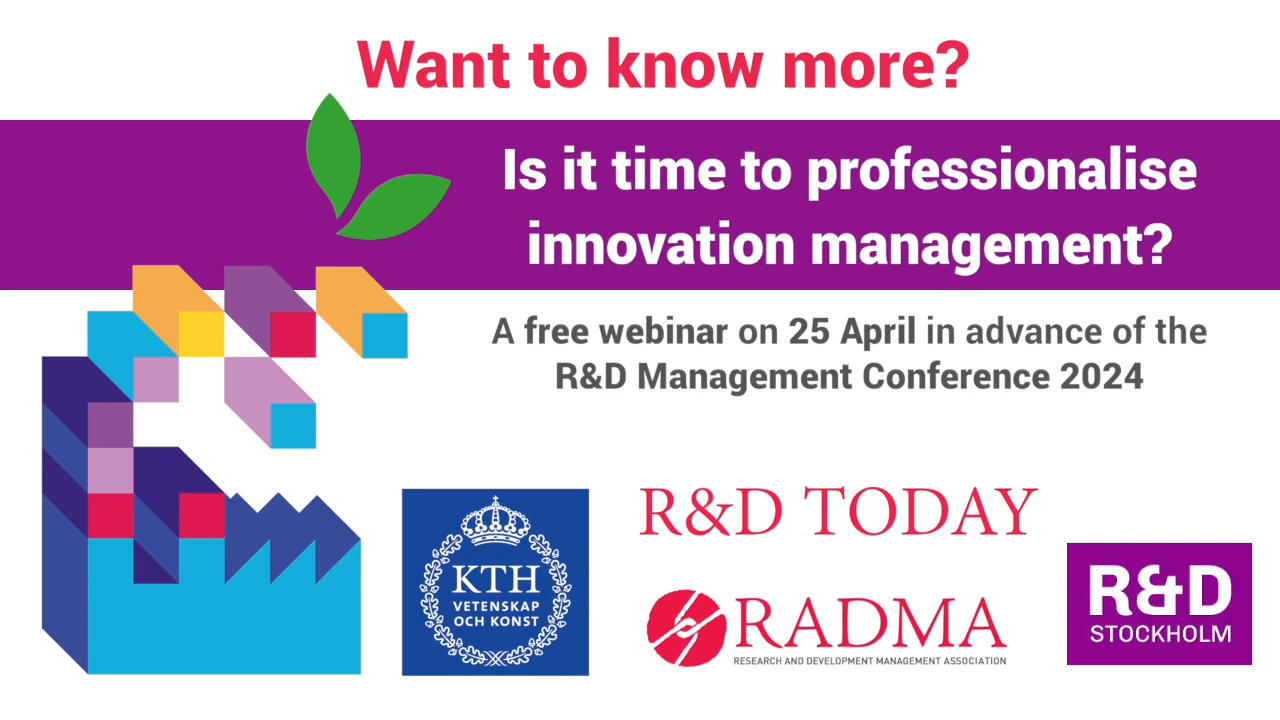 Want to know more?
Is it time to professionalise
innovation management?
A free webinar on 25 April in advance of the
R&D Management Conference 2024
KTH
VETENSKAP
OCH KONST
R&D TODAY
RADMA
RESEARCH AND DEVELOPMENT MANAGEMENT ASSOCIATION
R&D
STOCKHOLM